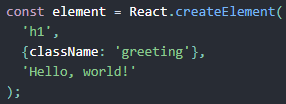 const element = React.createElement(
  'h1',
  {className: 'greeting'},
  'Hello, world!'
);